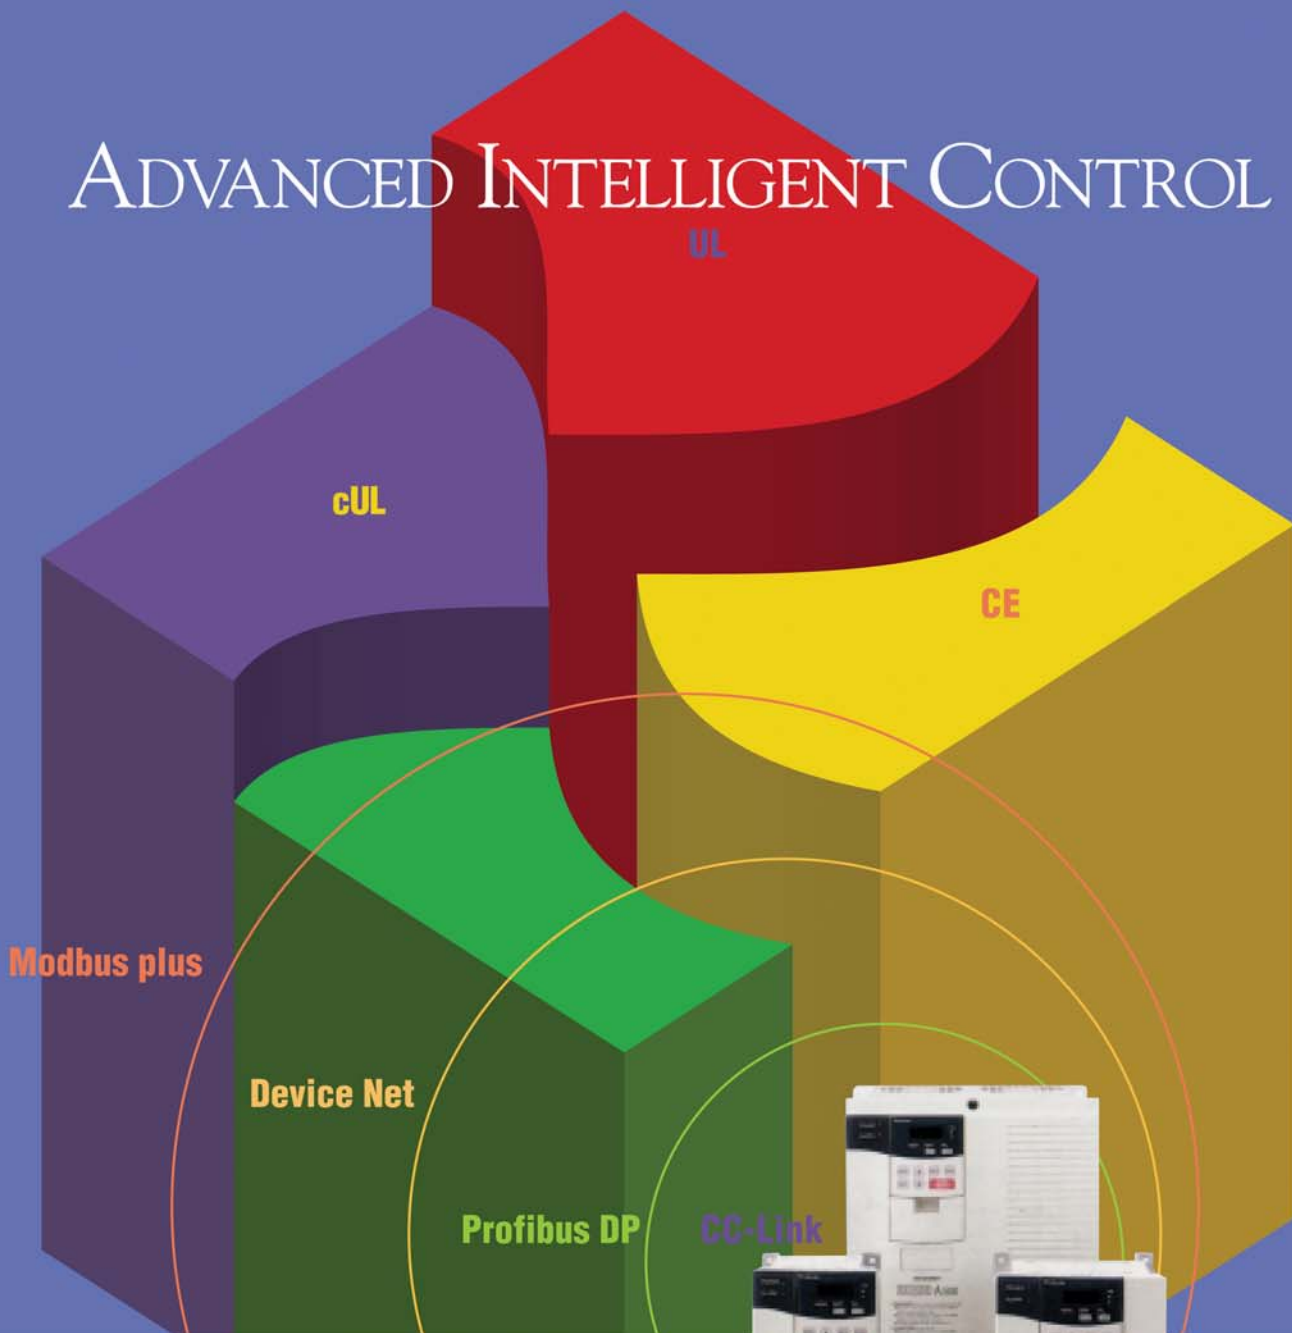 ADVANCED INTELLIGENT CONTROL
UL
cUL
CE
Modbus plus
Device Net
Profibus DP
CC-Link